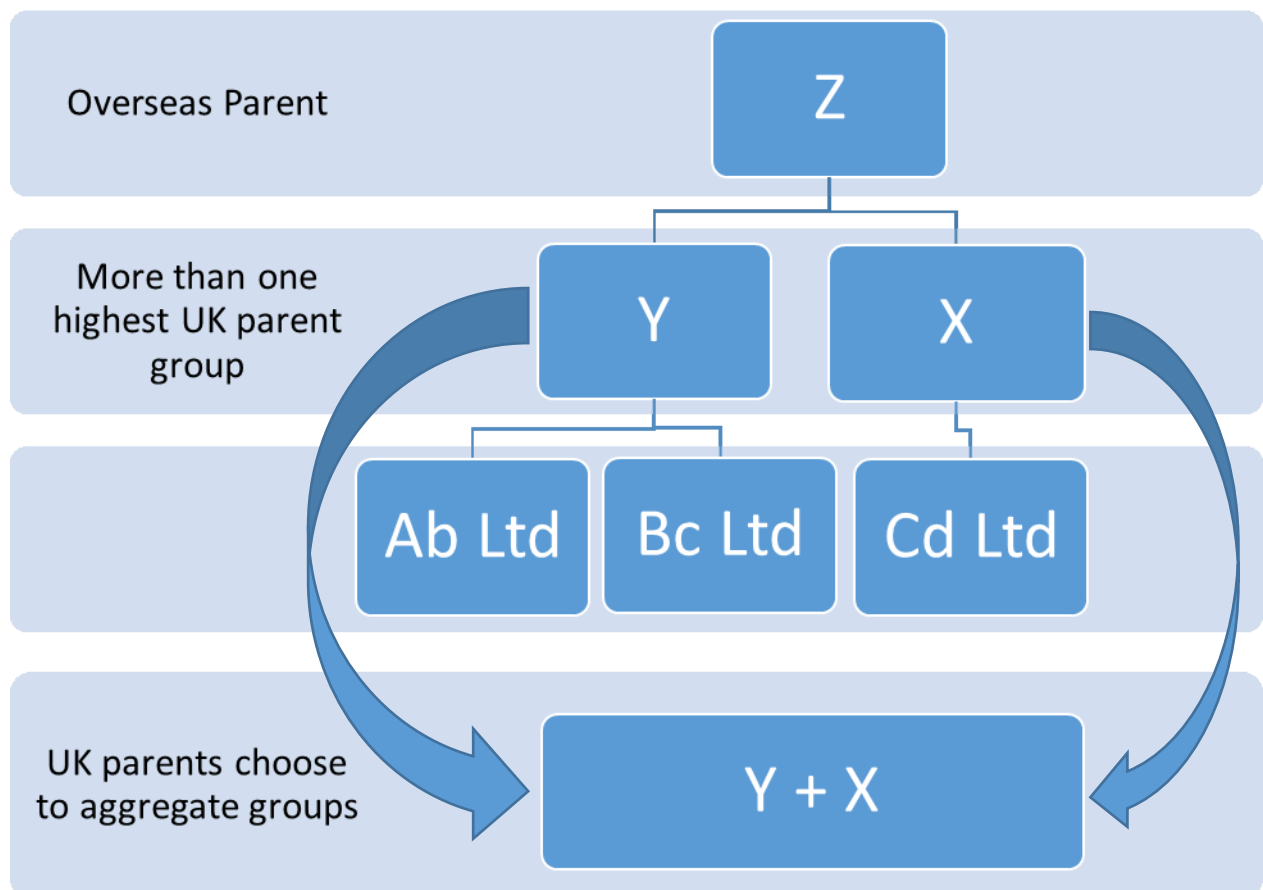 Overseas Parent
Z
More than one
highest UK parent
group
Y
X
Ab Ltd
Bc Ltd
Cd Ltd
UK parents choose
to aggregate groups
Y + X